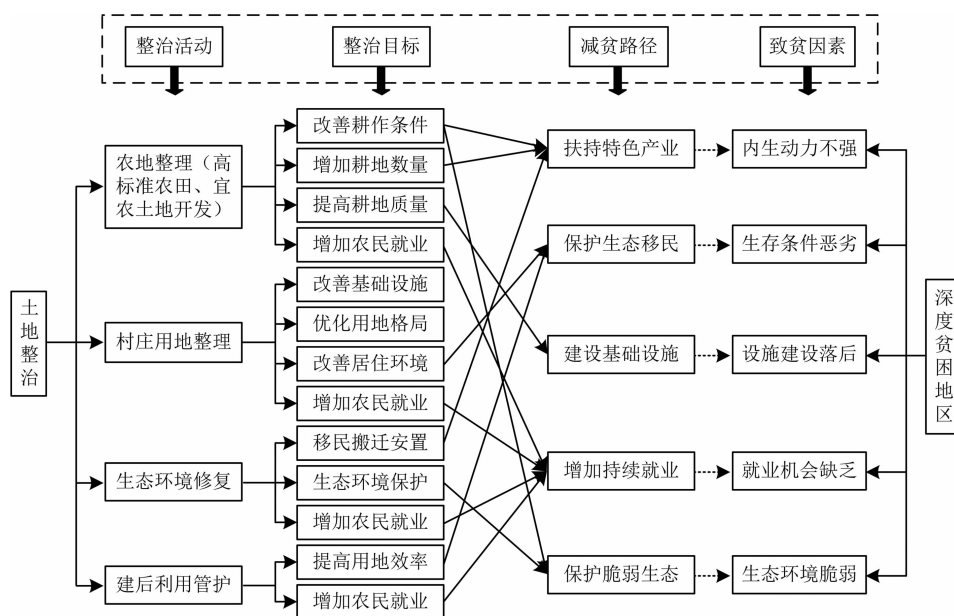 整治活动
整治目标
减贫路径
致贫因素
土
地
整
治
农地整理（高
标准农田、宜
农土地开发）
村庄用地整理
生态环境修复
建后利用管护
改善耕作条件
增加耕地数量
提高耕地质量
增加农民就业
改善基础设施
优化用地格局
改善居住环境
增加农民就业
移民搬迁安置
生态环境保护
增加农民就业
提高用地效率
增加农民就业
扶持特色产业
保护生态移民
建设基础设施
增加持续就业
保护脆弱生态
内生动力不强
生存条件恶劣
设施建设落后
就业机会缺乏
生态环境脆弱
深
度
贫
困
地
区